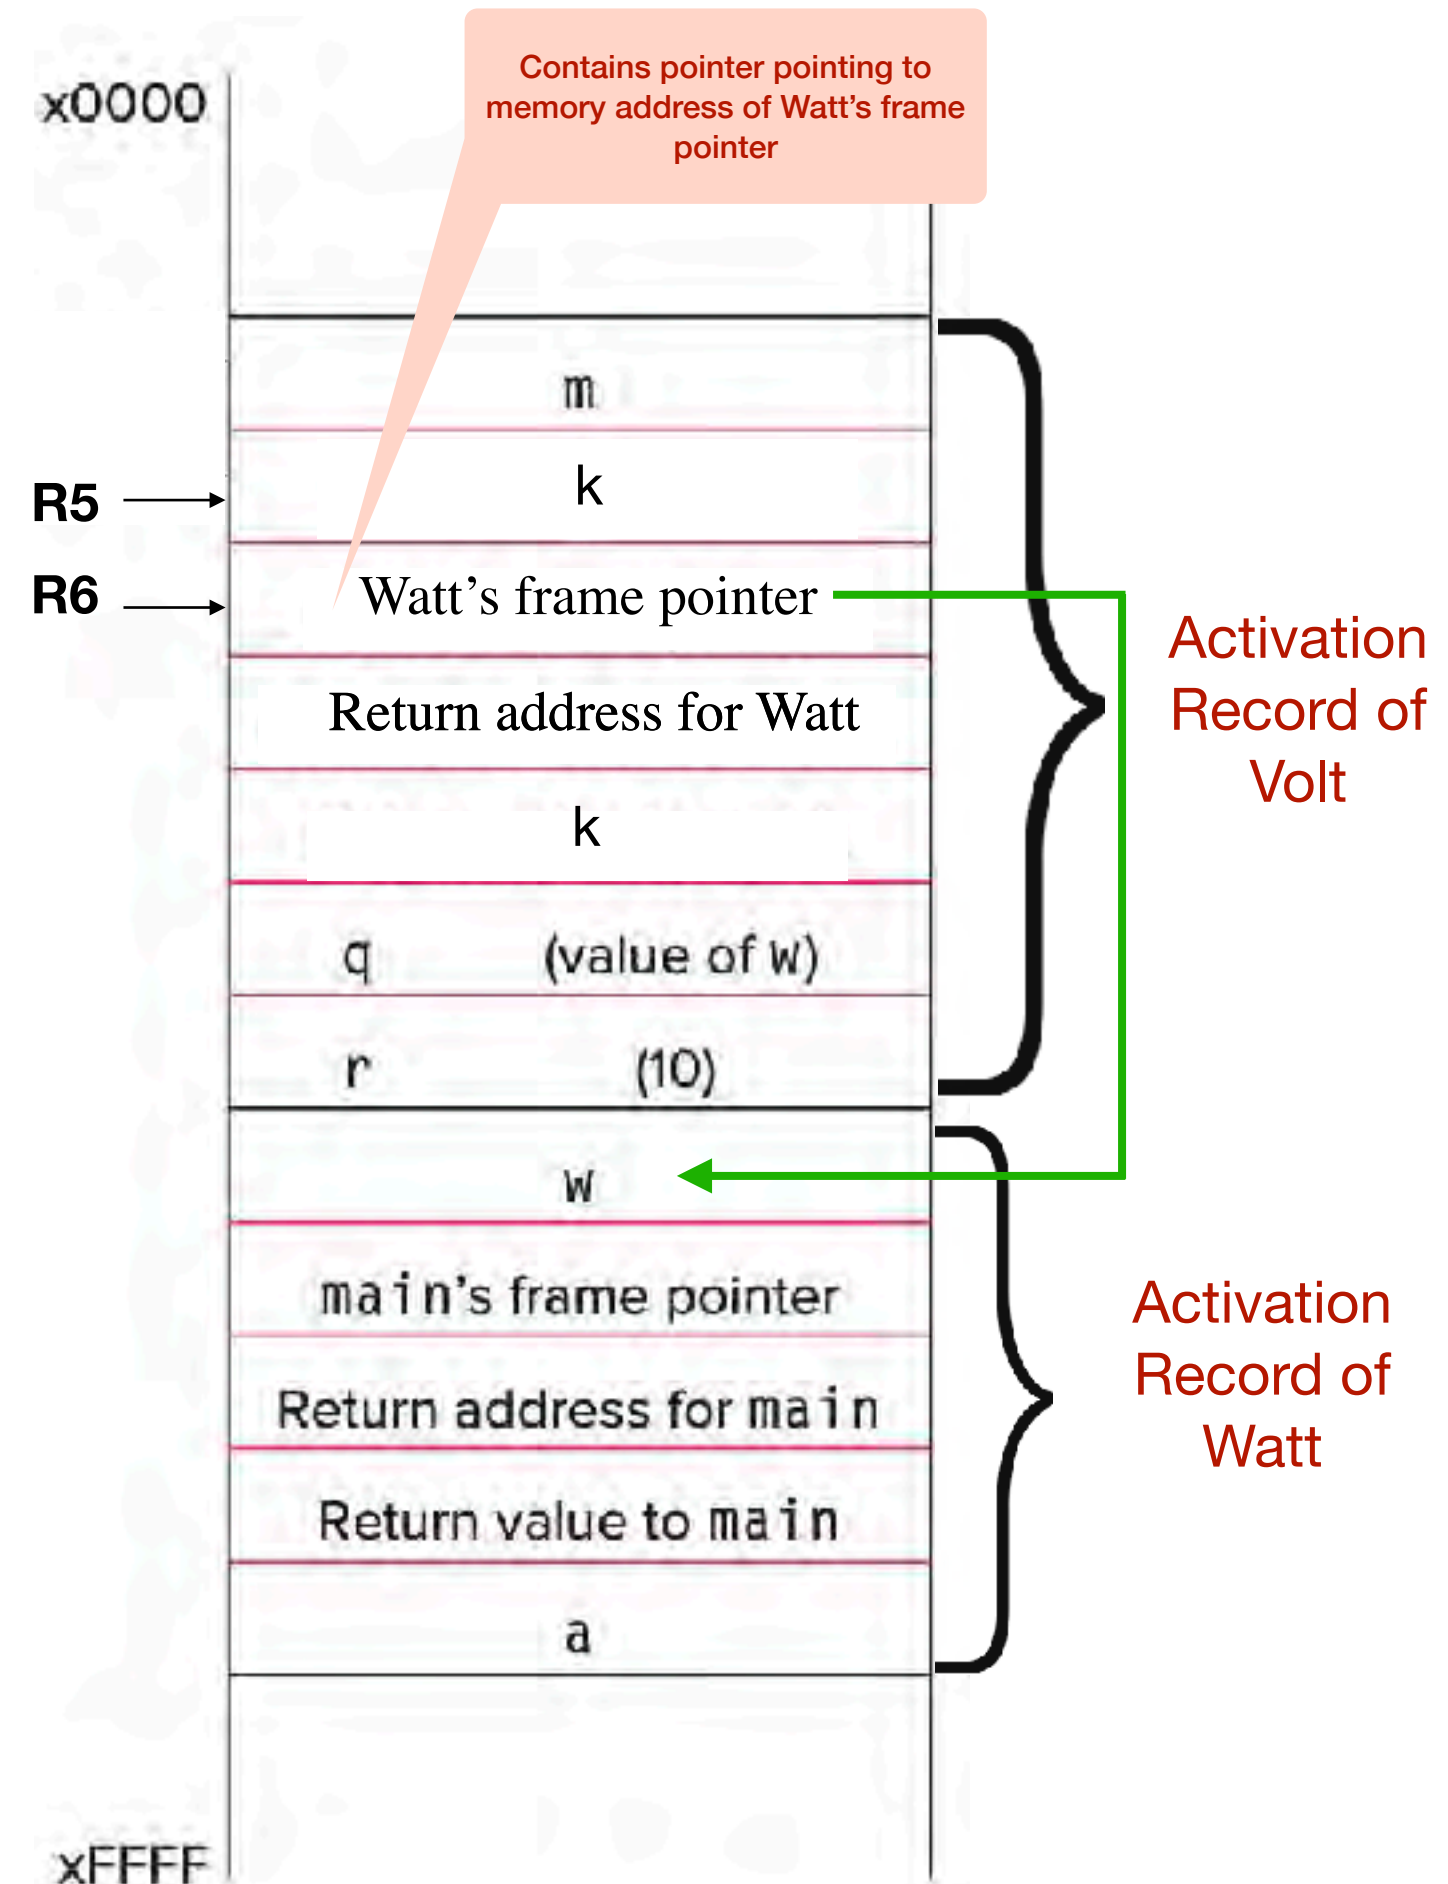 Contains pointer pointing to
memory address of Watt's frame
pointer
x0000
m
R5
k
R6
Watt's frame pointer
Return address for Watt
k
q (value of w)
r (10)
Activation
Record of
Volt
w
main's frame pointer
Return address for main
Return value to main
a
Activation
Record of
Watt
xFFFF